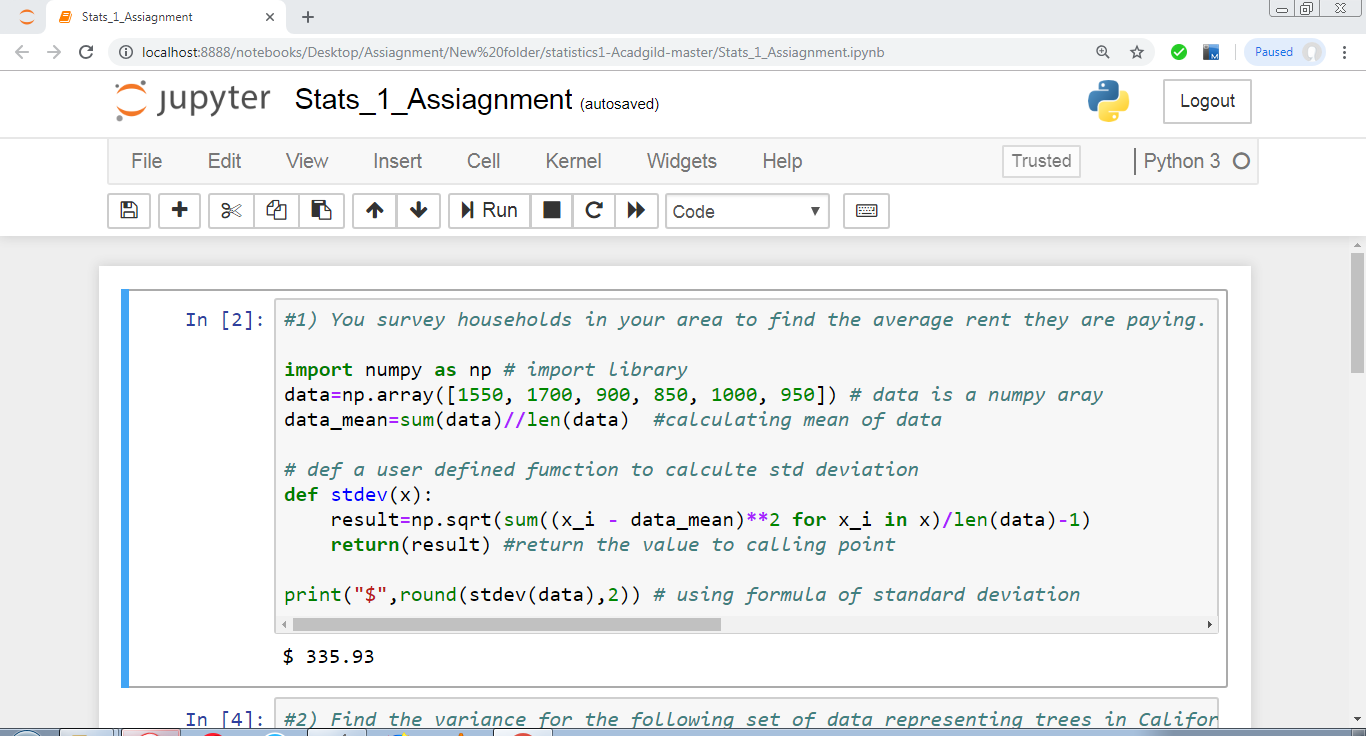 Stats_1_Assiagnment
localhost:8888/notebooks/Desktop/Assiagnment/New%20folder/statistics1-Acadgild-master/Stats_1_Assiagnment.ipynb
Paused
jupyter Stats_1_Assiagnment (autosaved)
Logout
File Edit View Insert Cell Kernel Widgets Help
Trusted
Python 3
Run
Code
In [2]: #1) You survey households in your area to find the average rent they are paying.
import numpy as np # import library
data=np.array([1550, 1700, 900, 850, 1000, 950]) # data is a numpy aray
data_mean=sum(data)//len(data)  #calculating mean of data
# def a user defined fumction to calculte std deviation
def stdev(x):
    result=np.sqrt(sum((x_i - data_mean)**2 for x_i in x)/len(data)-1)
    return(result) #return the value to calling point
print("$",round(stdev(data),2)) # using formula of standard deviation
$ 335.93
In [4]: #2) Find the variance for the following set of data representing trees in Califor